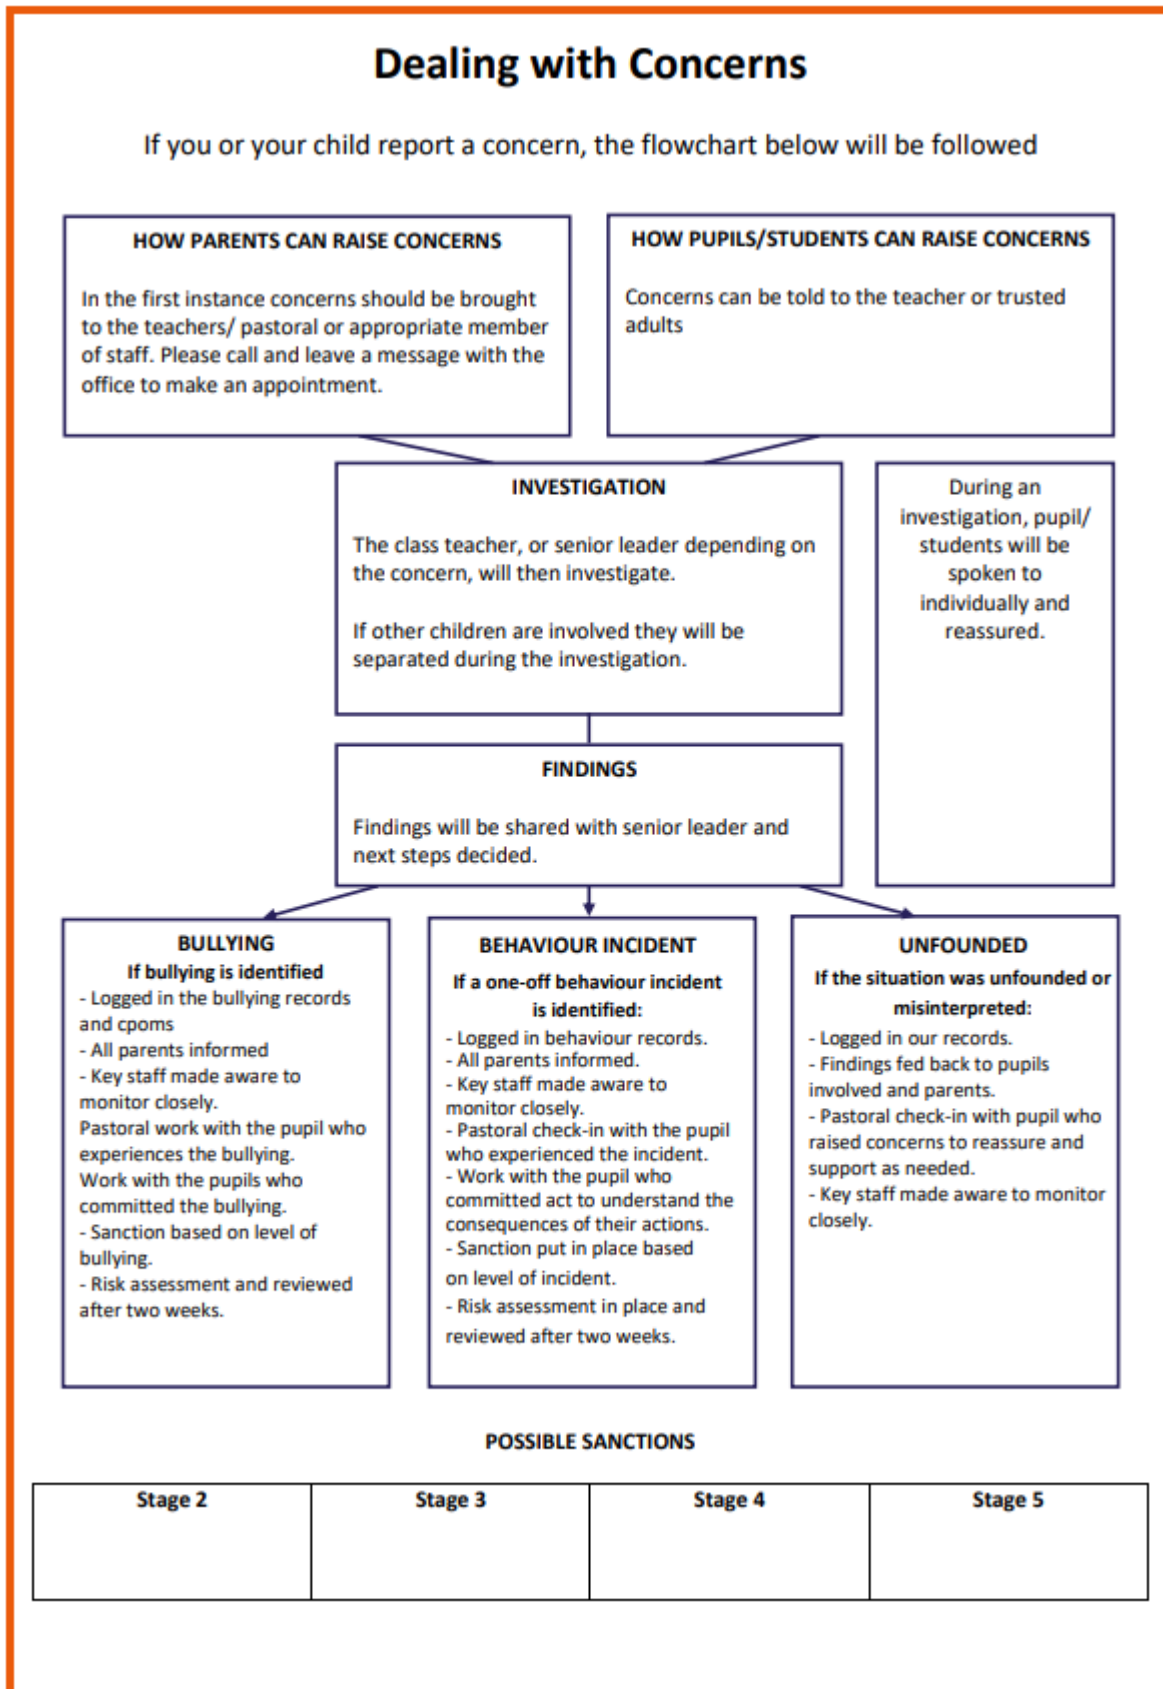 Dealing with Concerns
If you or your child report a concern, the flowchart below will be followed
HOW PARENTS CAN RAISE CONCERNS
In the first instance concerns should be brought
to the teachers/ pastoral or appropriate member
of staff. Please call and leave a message with the
office to make an appointment.
HOW PUPILS/STUDENTS CAN RAISE CONCERNS
Concerns can be told to the teacher or trusted
adults
INVESTIGATION
The class teacher, or senior leader depending on
the concern, will then investigate.
If other children are involved they will be
separated during the investigation.
During an
investigation, pupil/
students will be
spoken to
individually and
reassured.
FINDINGS
Findings will be shared with senior leader and
next steps decided.
BULLYING
If bullying is identified
- Logged in the bullying records
and cpoms
- All parents informed
- Key staff made aware to
monitor closely.
Pastoral work with the pupil who
experiences the bullying.
Work with the pupils who
committed the bullying.
- Sanction based on level of
bullying.
- Risk assessment and reviewed
after two weeks.
BEHAVIOUR INCIDENT
If a one-off behaviour incident
is identified:
- Logged in behaviour records.
- All parents informed.
- Key staff made aware to
monitor closely.
- Pastoral check-in with the pupil
who experienced the incident.
- Work with the pupil who
committed act to understand the
consequences of their actions.
- Sanction put in place based
on level of incident.
- Risk assessment in place and
reviewed after two weeks.
UNFOUNDED
If the situation was unfounded or
misinterpreted:
- Logged in our records.
- Findings fed back to pupils
involved and parents.
- Pastoral check-in with pupil who
raised concerns to reassure and
support as needed.
- Key staff made aware to monitor
closely.
POSSIBLE SANCTIONS
Stage 2
Stage 3
Stage 4
Stage 5